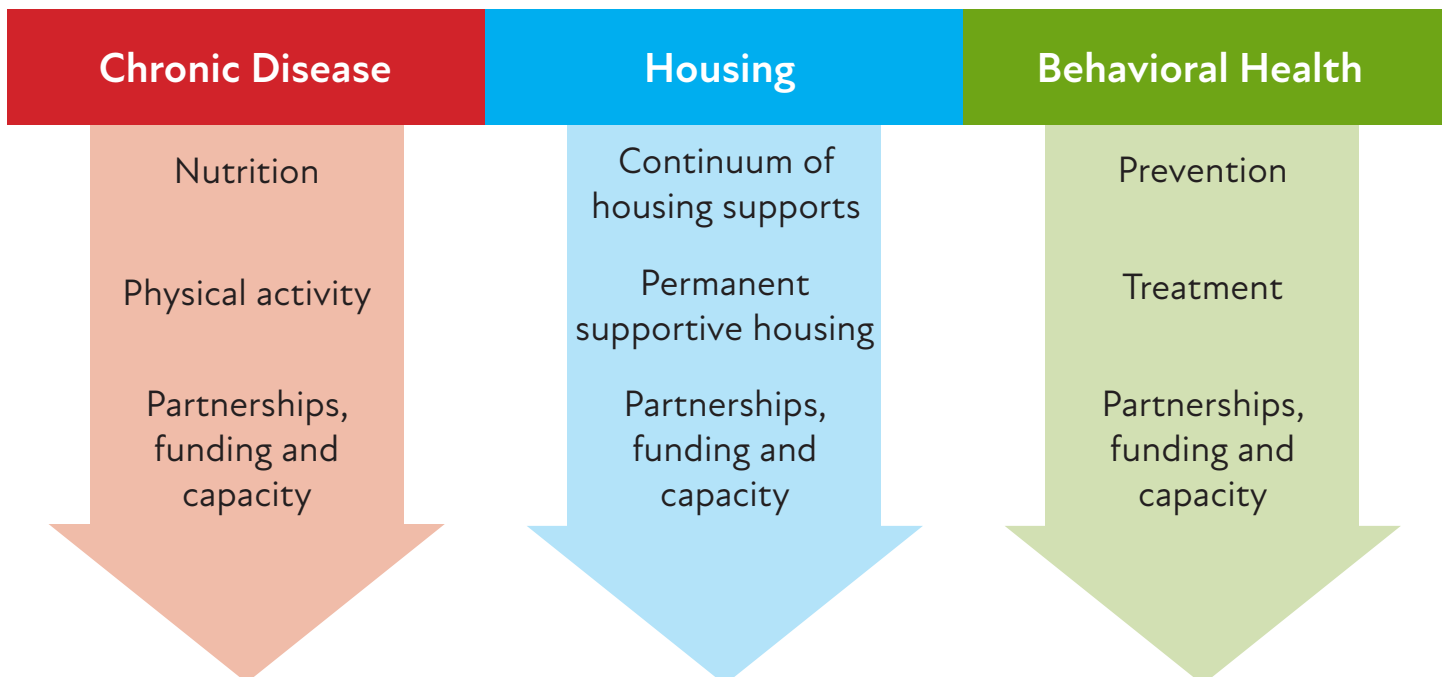 Chronic Disease
Nutrition
Physical activity
Partnerships,
funding and
capacity
Housing
Continuum of
housing supports
Permanent
supportive housing
Partnerships,
funding and
capacity
Behavioral Health
Prevention
Treatment
Partnerships,
funding and
capacity